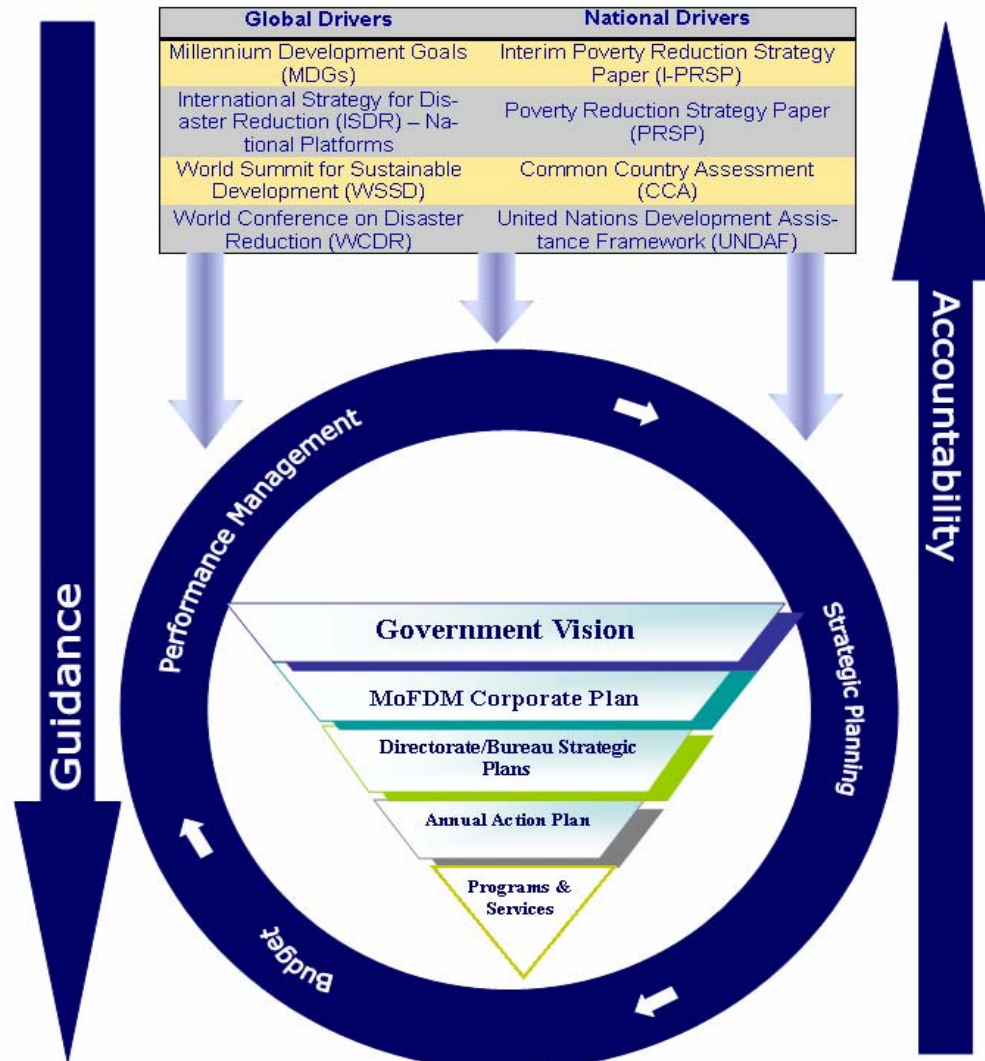 Global Drivers
National Drivers
Millennium Development Goals
(MDGs)
Interim Poverty Reduction Strategy
Paper (I-PRSP)
International Strategy for Dis-
aster Reduction (ISDR) – Na-
tional Platforms
Poverty Reduction Strategy Paper
(PRSP)
World Summit for Sustainable
Development (WSSD)
Common Country Assessment
(CCA)
World Conference on Disaster
Reduction (WCDR)
United Nations Development Assis-
tance Framework (UNDAF)
Guidance
Accountability
Performance Management
Strategic Planning
Budget
Government Vision
MoFDM Corporate Plan
Directorate/Bureau Strategic
Plans
Annual Action Plan
Programs &
Services